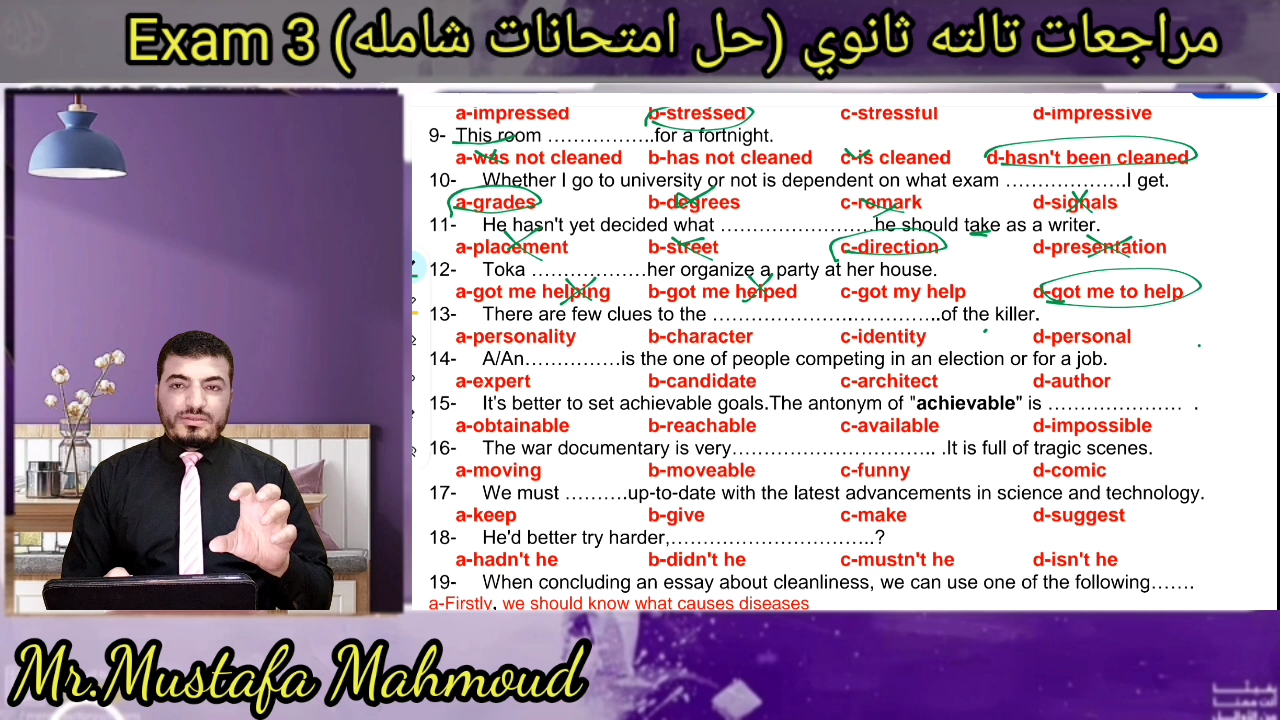 مراجعات تالته ثانوي (حل امتحانات شامله) Exam 3
a-impressed b-stressed c-stressful d-impressive
9- This room ……………..for a fortnight.
a-was not cleaned b-has not cleaned c-is cleaned d-hasn't been cleaned
10- Whether I go to university or not is dependent on what exam ……………….I get.
a-grades b-degrees c-remark d-signals
11- He hasn't yet decided what …………………… he should take as a writer.
a-placement b-street c-direction d-presentation
12- Toka ………………her organize a party at her house.
a-got me helping b-got me helped c-got my help d-got me to help
13- There are few clues to the ………………….…………..of the killer.
a-personality b-character c-identity d-personal
14- A/An……………is the one of people competing in an election or for a job.
a-expert b-candidate c-architect d-author
15- It's better to set achievable goals.The antonym of "achievable" is ………………… .
a-obtainable b-reachable c-available d-impossible
16- The war documentary is very………………………….. .It is full of tragic scenes.
a-moving b-moveable c-funny d-comic
17- We must ……….up-to-date with the latest advancements in science and technology.
a-keep b-give c-make d-suggest
18- He'd better try harder,…………………………..?
a-hadn't he b-didn't he c-mustn't he d-isn't he
19- When concluding an essay about cleanliness, we can use one of the following…….
a-Firstly, we should know what causes diseases
Mr.Mustafa Mahmoud